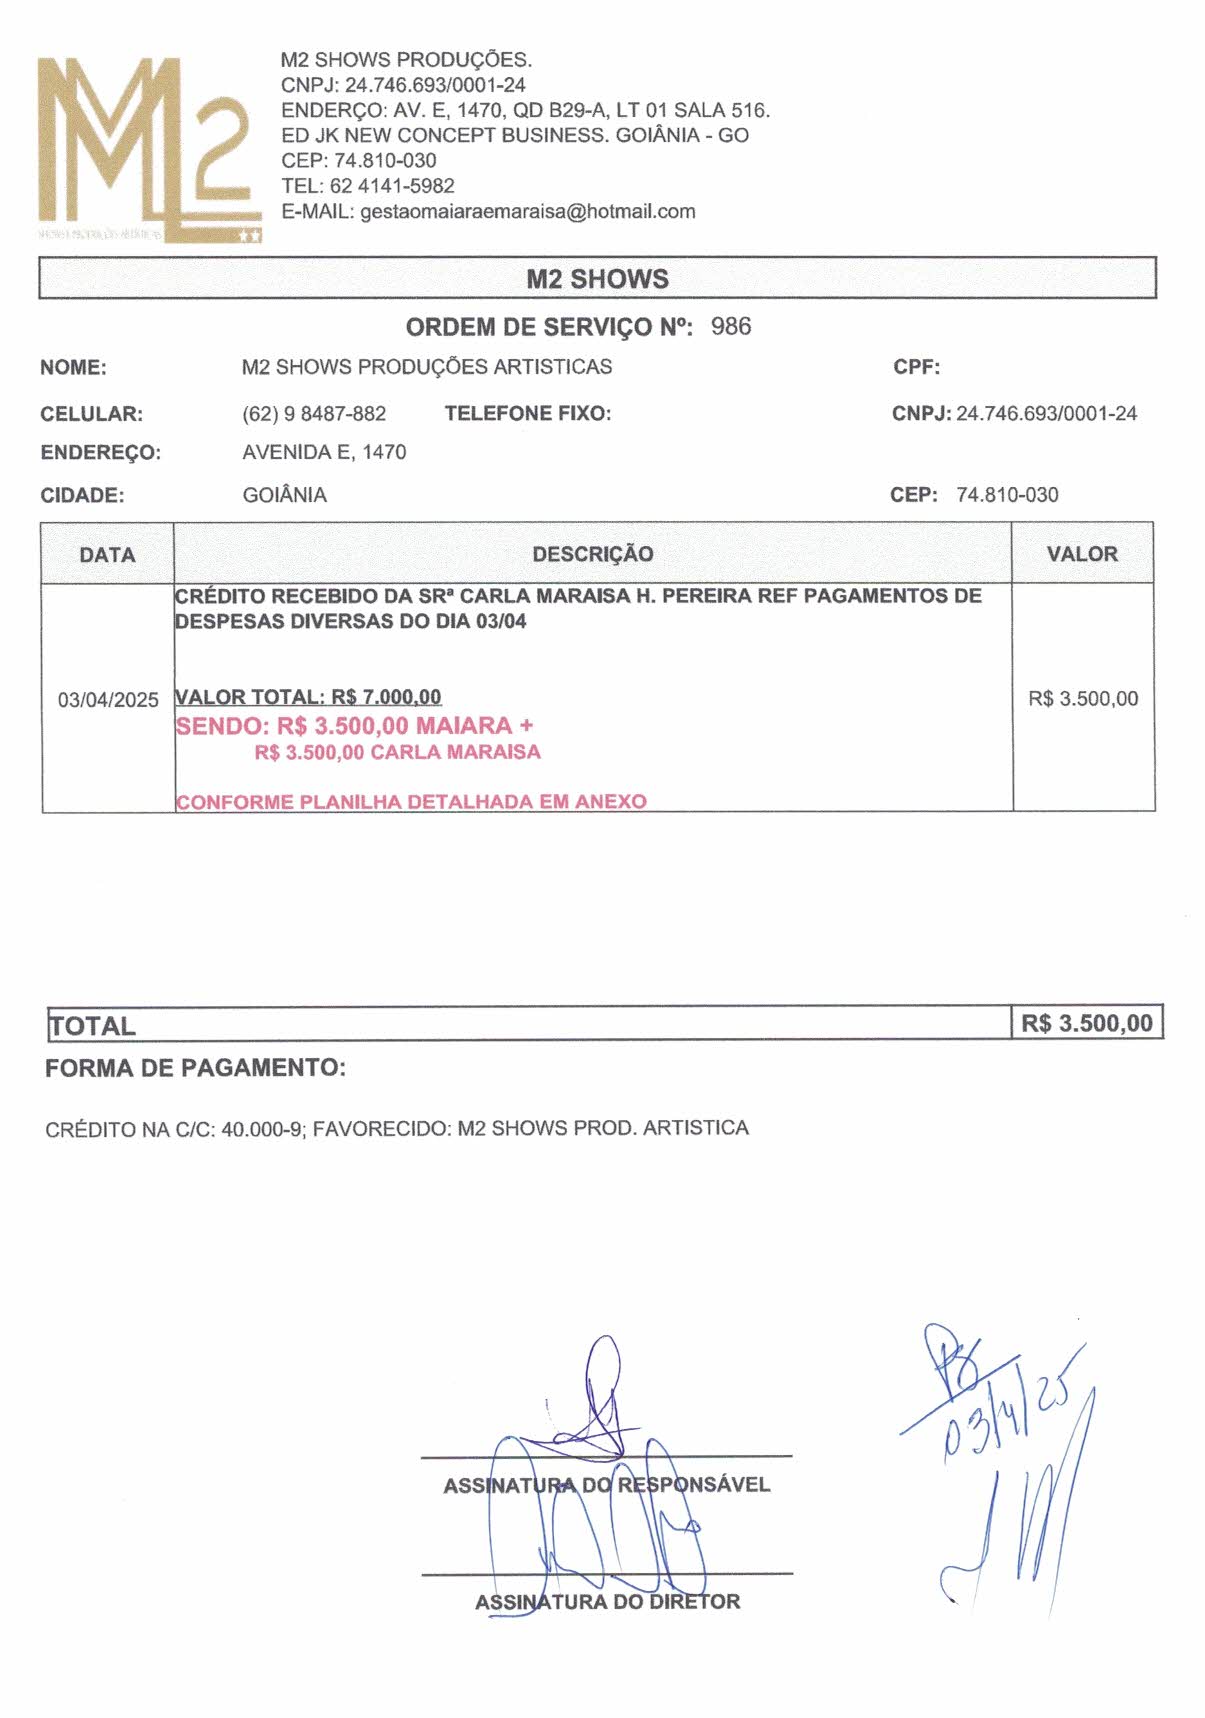 M2 SHOWS PRODUÇÕES.
CNPJ: 24.746.693/0001-24
ENDERÇO: AV. E, 1470, QD B29-A, LT 01 SALA 516.
ED JK NEW CONCEPT BUSINESS. GOIÂNIA - GO
CEP: 74.810-030
TEL: 62 4141-5982
E-MAIL: gestaomaiaraemaraisa@hotmail.com
M2
M2 SHOWS
ORDEM DE SERVIÇO Nº: 986
NOME: M2 SHOWS PRODUÇÕES ARTISTICAS CPF:
CELULAR: (62) 9 8487-882 TELEFONE FIXO: CNPJ: 24.746.693/0001-24
ENDEREÇO: AVENIDA E, 1470
CIDADE: GOIÂNIA CEP: 74.810-030
DATA DESCRIÇÃO VALOR
CRÉDITO RECEBIDO DA SRª CARLA MARAISA H. PEREIRA REF PAGAMENTOS DE
DESPESAS DIVERSAS DO DIA 03/04
03/04/2025 VALOR TOTAL: R$ 7.000,00 R$ 3.500,00
SENDO: R$ 3.500,00 MAIARA +
R$ 3.500,00 CARLA MARAISA
CONFORME PLANILHA DETALHADA EM ANEXO
TOTAL R$ 3.500,00
FORMA DE PAGAMENTO:
CRÉDITO NA C/C: 40.000-9; FAVORECIDO: M2 SHOWS PROD. ARTISTICA
03/4/25
ASSINATURA DO RESPONSÁVEL
ASSINATURA DO DIRETOR